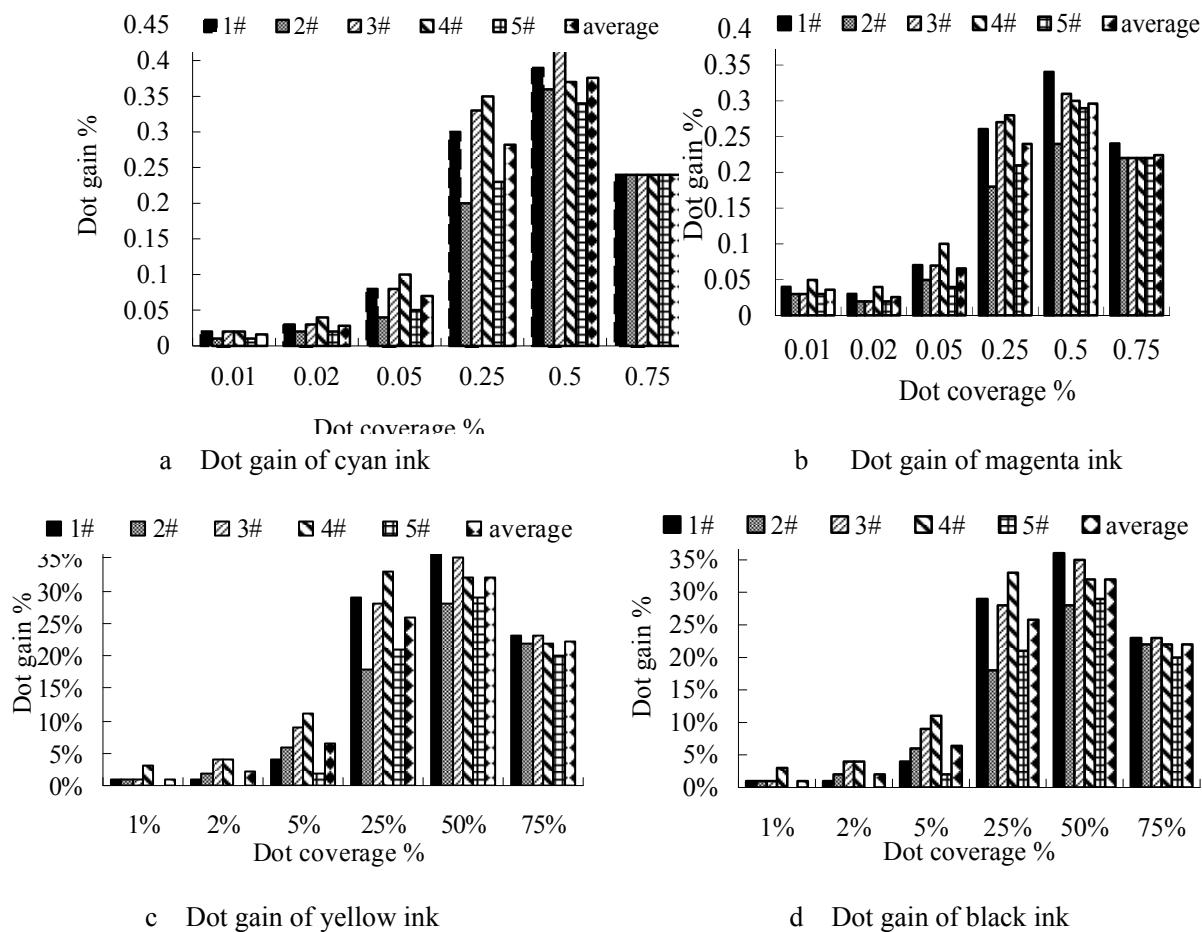 0.45
1# 2# 3# 4# 5# average
0.4
0.35
0.3
0.25
0.2
0.15
0.1
0.05
0
Dot gain %
0.01 0.02 0.05 0.25 0.5 0.75
Dot coverage %
a Dot gain of cyan ink
0.4
1# 2# 3# 4# 5# average
0.35
0.3
0.25
0.2
0.15
0.1
0.05
0
Dot gain %
0.01 0.02 0.05 0.25 0.5 0.75
Dot coverage %
b Dot gain of magenta ink
1# 2# 3# 4# 5# average
35%
30%
25%
20%
15%
10%
5%
0%
Dot gain %
1% 2% 5% 25% 50% 75%
Dot coverage %
c Dot gain of yellow ink
1# 2# 3# 4# 5# average
35%
30%
25%
20%
15%
10%
5%
0%
Dot gain %
1% 2% 5% 25% 50% 75%
Dot coverage %
d Dot gain of black ink